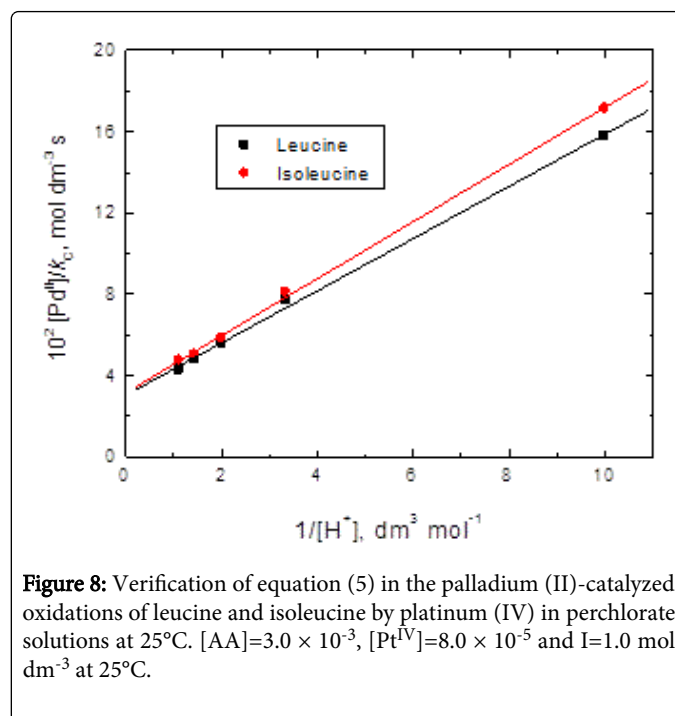 20
16
12
8
4
0
10² [Pdᴵᴵ]/k_c, mol dm⁻³ s
Leucine
Isoleucine
0 2 4 6 8 10
1/[H⁺], dm³ mol⁻¹
Figure 8: Verification of equation (5) in the palladium (II)-catalyzed
oxidations of leucine and isoleucine by platinum (IV) in perchlorate
solutions at 25°C. [AA]=3.0 × 10⁻³, [Ptᴵⱽ]=8.0 × 10⁻⁵ and I=1.0 mol
dm⁻³ at 25°C.